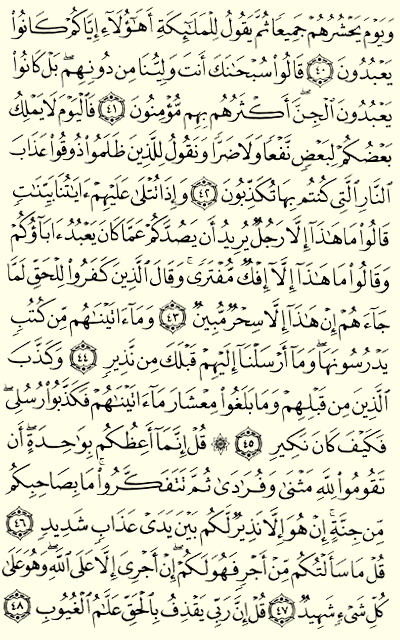 وَيَوْمَ يَحْشُرُهُمْ جَمِيعًا ثُمَّ يَقُولُ لِلْمَلَٰٓئِكَةِ أَهَٰٓؤُلَآءِ إِيَّاكُمْ كَانُوا۟
يَعْبُدُونَ ٤٠ قَالُوا۟ سُبْحَٰنَكَ أَنتَ وَلِيُّنَا مِن دُونِهِم ۖ بَلْ كَانُوا۟
يَعْبُدُونَ ٱلْجِنَّ ۖ أَكْثَرُهُم بِهِم مُّؤْمِنُونَ ٤١ فَٱلْيَوْمَ لَا يَمْلِكُ
بَعْضُكُمْ لِبَعْضٍ نَّفْعًا وَلَا ضَرًّا وَنَقُولُ لِلَّذِينَ ظَلَمُوا۟ ذُوقُوا۟ عَذَابَ
ٱلنَّارِ ٱلَّتِى كُنتُم بِهَا تُكَذِّبُونَ ٤٢ وَإِذَا تُتْلَىٰ عَلَيْهِمْ ءَايَٰتُنَا بَيِّنَٰتٍ
قَالُوا۟ مَا هَٰذَآ إِلَّا رَجُلٌ يُرِيدُ أَن يَصُدَّكُمْ عَمَّا كَانَ يَعْبُدُ ءَابَآؤُكُمْ
وَقَالُوا۟ مَا هَٰذَآ إِلَّآ إِفْكٌ مُّفْتَرًى ۚ وَقَالَ ٱلَّذِينَ كَفَرُوا۟ لِلْحَقِّ لَمَّا
جَآءَهُمْ إِنْ هَٰذَآ إِلَّا سِحْرٌ مُّبِينٌ ٤٣ وَمَآ ءَاتَيْنَٰهُم مِّن كُتُبٍ
يَدْرُسُونَهَا ۖ وَمَآ أَرْسَلْنَآ إِلَيْهِمْ قَبْلَكَ مِن نَّذِيرٍ ٤٤ وَكَذَّبَ
ٱلَّذِينَ مِن قَبْلِهِمْ وَمَا بَلَغُوا۟ مِعْشَارَ مَآ ءَاتَيْنَٰهُمْ فَكَذَّبُوا۟ رُسُلِى ۖ
فَكَيْفَ كَانَ نَكِيرِ ٤٥ ۞ قُلْ إِنَّمَآ أَعِظُكُم بِوَٰحِدَةٍ ۖ أَن
تَقُومُوا۟ لِلَّهِ مَثْنَىٰ وَفُرَٰدَىٰ ثُمَّ تَتَفَكَّرُوا۟ ۚ مَا بِصَاحِبِكُم
مِّن جِنَّةٍ ۚ إِنْ هُوَ إِلَّا نَذِيرٌ لَّكُم بَيْنَ يَدَىْ عَذَابٍ شَدِيدٍ ٤٦
قُلْ مَا سَأَلْتُكُم مِّنْ أَجْرٍ فَهُوَ لَكُمْ ۖ إِنْ أَجْرِىَ إِلَّا عَلَى ٱللَّهِ ۖ وَهُوَ عَلَىٰ
كُلِّ شَىْءٍ شَهِيدٌ ٤٧ قُلْ إِنَّ رَبِّى يَقْذِفُ بِٱلْحَقِّ عَلَّٰمُ ٱلْغُيُوبِ ٤٨